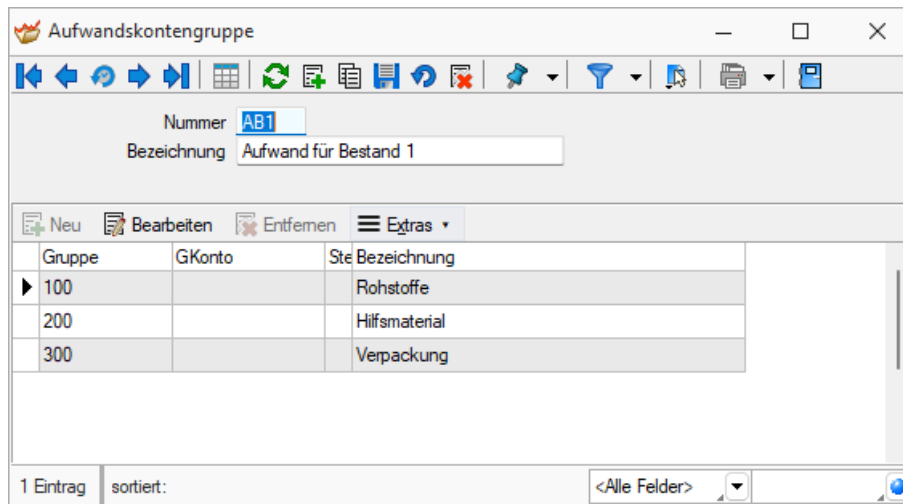 Aufwandskontengruppe
Nummer AB1
Bezeichnung Aufwand für Bestand 1
Neu Bearbeiten Entfernen Extras
Gruppe GKonto Ste Bezeichnung
100 Rohstoffe
200 Hilfsmaterial
300 Verpackung
1 Eintrag sortiert: <Alle Felder>